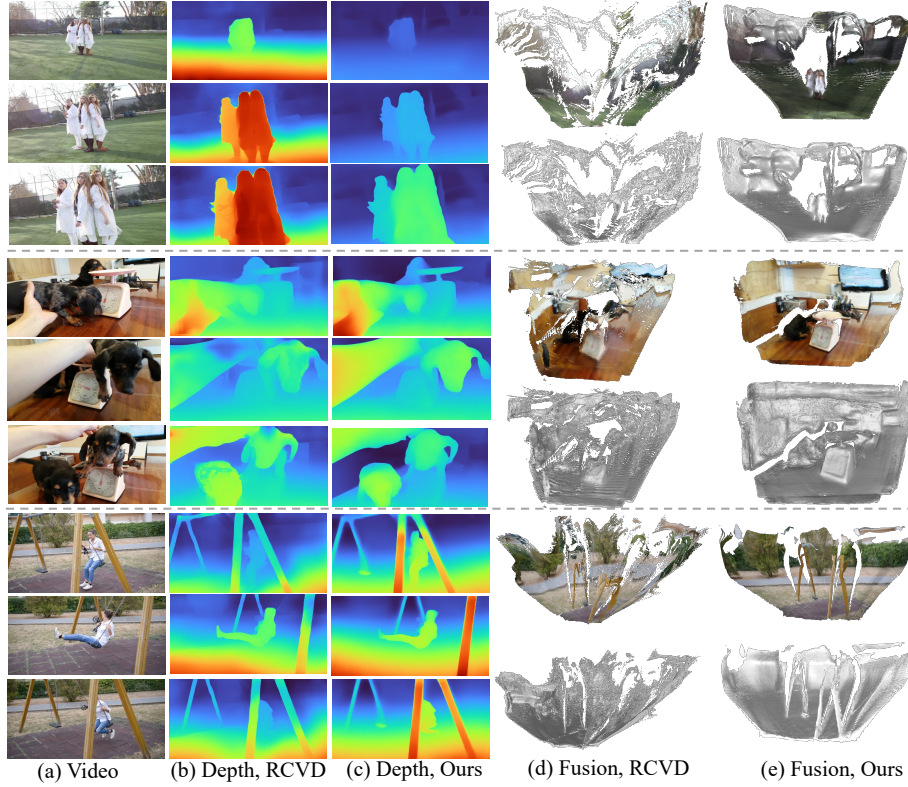 (a) Video
(b) Depth, RCVD
(c) Depth, Ours
(d) Fusion, RCVD
(e) Fusion, Ours